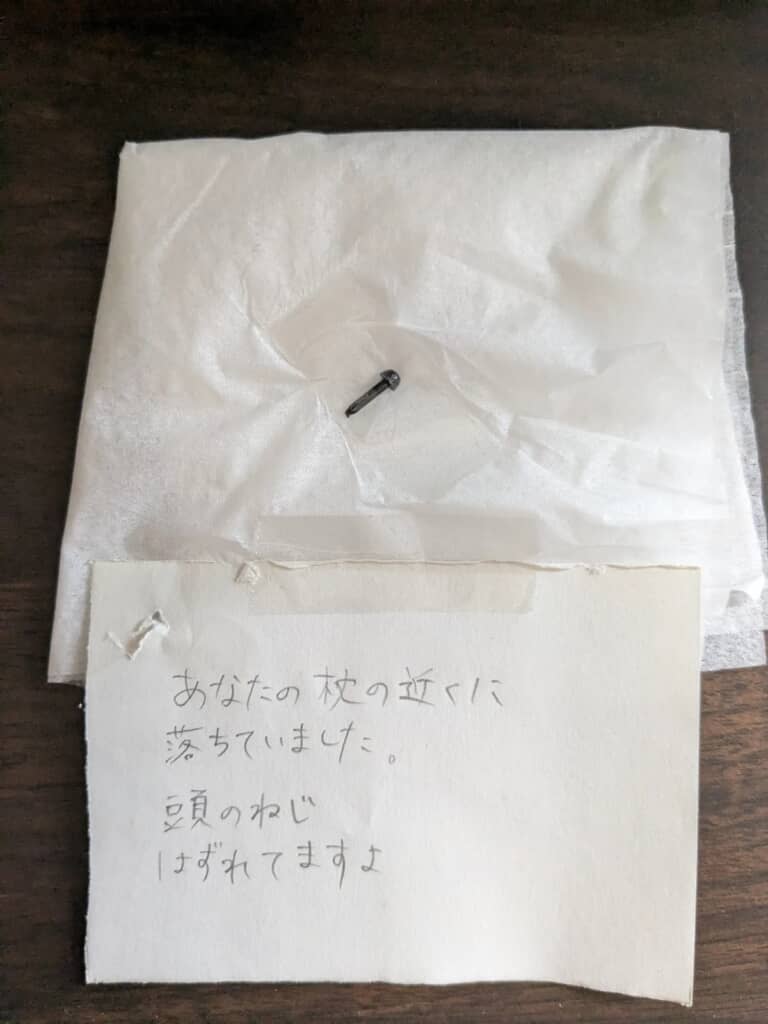 あなたの枕の近くに
落ちていました。
頭のねじ
はずれてますよ